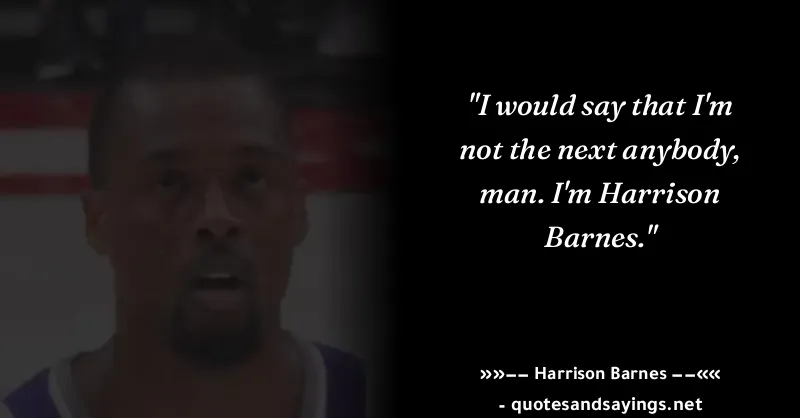 "I would say that I'm
not the next anybody,
man. I'm Harrison
Barnes."
»»−− Harrison Barnes −−««
- quotesandsayings.net